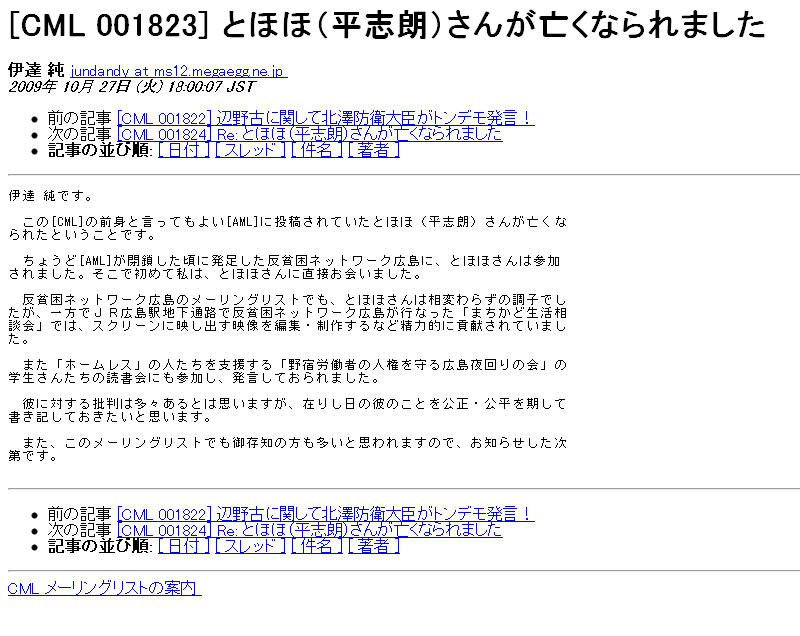 [CML 001823] とほほ（平志朗）さんが亡くなられました
伊達 純 jundandy at ms12.megaegg.ne.jp
2009年 10月 27日 (火) 18:00:07 JST
• 前の記事 [CML 001822] 辺野古に関して北澤防衛大臣がトンデモ発言！
• 次の記事 [CML 001824] Re: とほほ（平志朗）さんが亡くなられました
• 記事の並び順: [ 日付 ] [ スレッド ] [ 件名 ] [ 著者 ]
伊達 純です。
　この[CML]の前身と言ってもよい[AML]に投稿されていたとほほ（平志朗）さんが亡くな
られたということです。
　ちょうど[AML]が閉鎖した頃に発足した反貧困ネットワーク広島に、とほほさんは参加
されました。そこで初めて私は、とほほさんに直接お会いました。
　反貧困ネットワーク広島のメーリングリストでも、とほほさんは相変わらずの調子でし
たが、一方でＪＲ広島駅地下通路で反貧困ネットワーク広島が行なった「まちかど生活相
談会」では、スクリーンに映し出す映像を編集・制作するなど精力的に貢献されていまし
た。
　また「ホームレス」の人たちを支援する「野宿労働者の人権を守る広島夜回りの会」の
学生さんたちの読書会にも参加し、発言しておられました。
　彼に対する批判は多々あるとは思いますが、在りし日の彼のことを公正・公平を期して
書き記しておきたいと思います。
　また、このメーリングリストでも御存知の方も多いと思われますので、お知らせした次
第です。
• 前の記事 [CML 001822] 辺野古に関して北澤防衛大臣がトンデモ発言！
• 次の記事 [CML 001824] Re: とほほ（平志朗）さんが亡くなられました
• 記事の並び順: [ 日付 ] [ スレッド ] [ 件名 ] [ 著者 ]
CML メーリングリストの案内